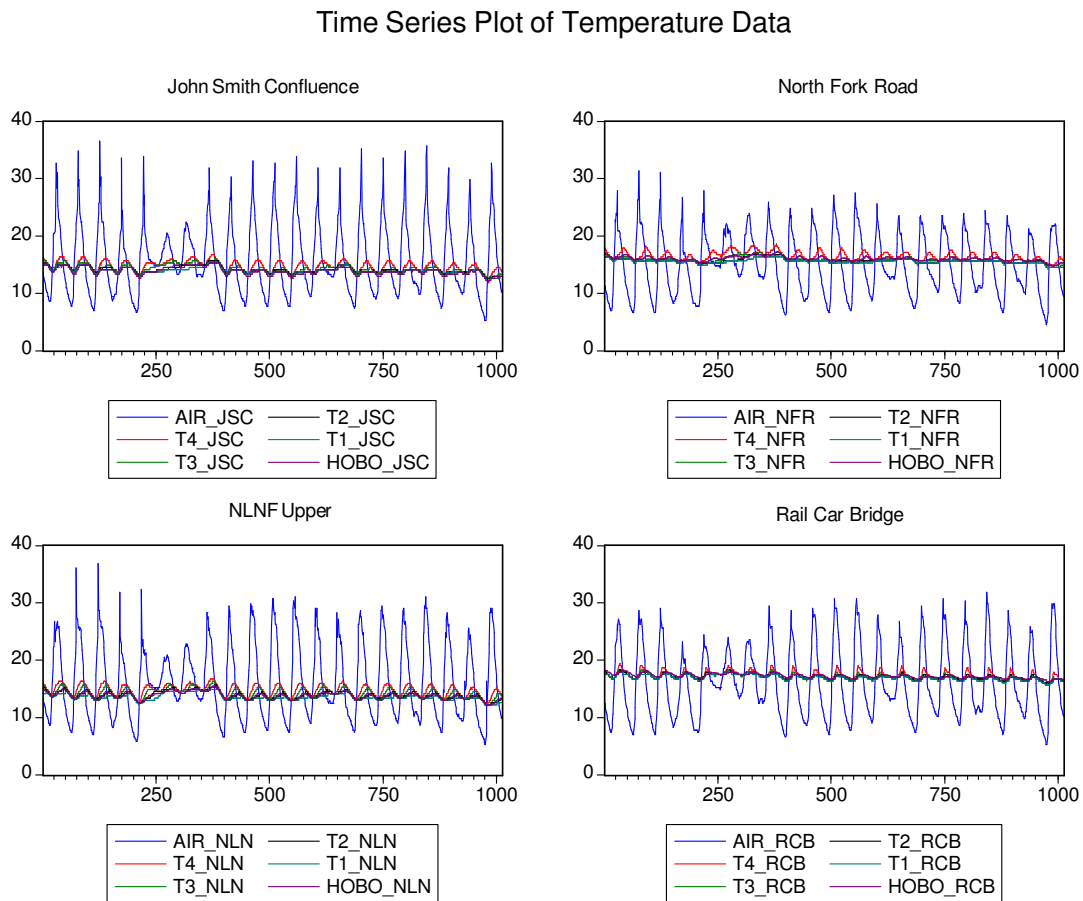 Time Series Plot of Temperature Data
John Smith Confluence
40
30
20
10
0
250 500 750 1000
AIR_JSC T2_JSC
T4_JSC T1_JSC
T3_JSC HOBO_JSC
North Fork Road
40
30
20
10
0
250 500 750 1000
AIR_NFR T2_NFR
T4_NFR T1_NFR
T3_NFR HOBO_NFR
NLNF Upper
40
30
20
10
0
250 500 750 1000
AIR_NLN T2_NLN
T4_NLN T1_NLN
T3_NLN HOBO_NLN
Rail Car Bridge
40
30
20
10
0
250 500 750 1000
AIR_RCB T2_RCB
T4_RCB T1_RCB
T3_RCB HOBO_RCB